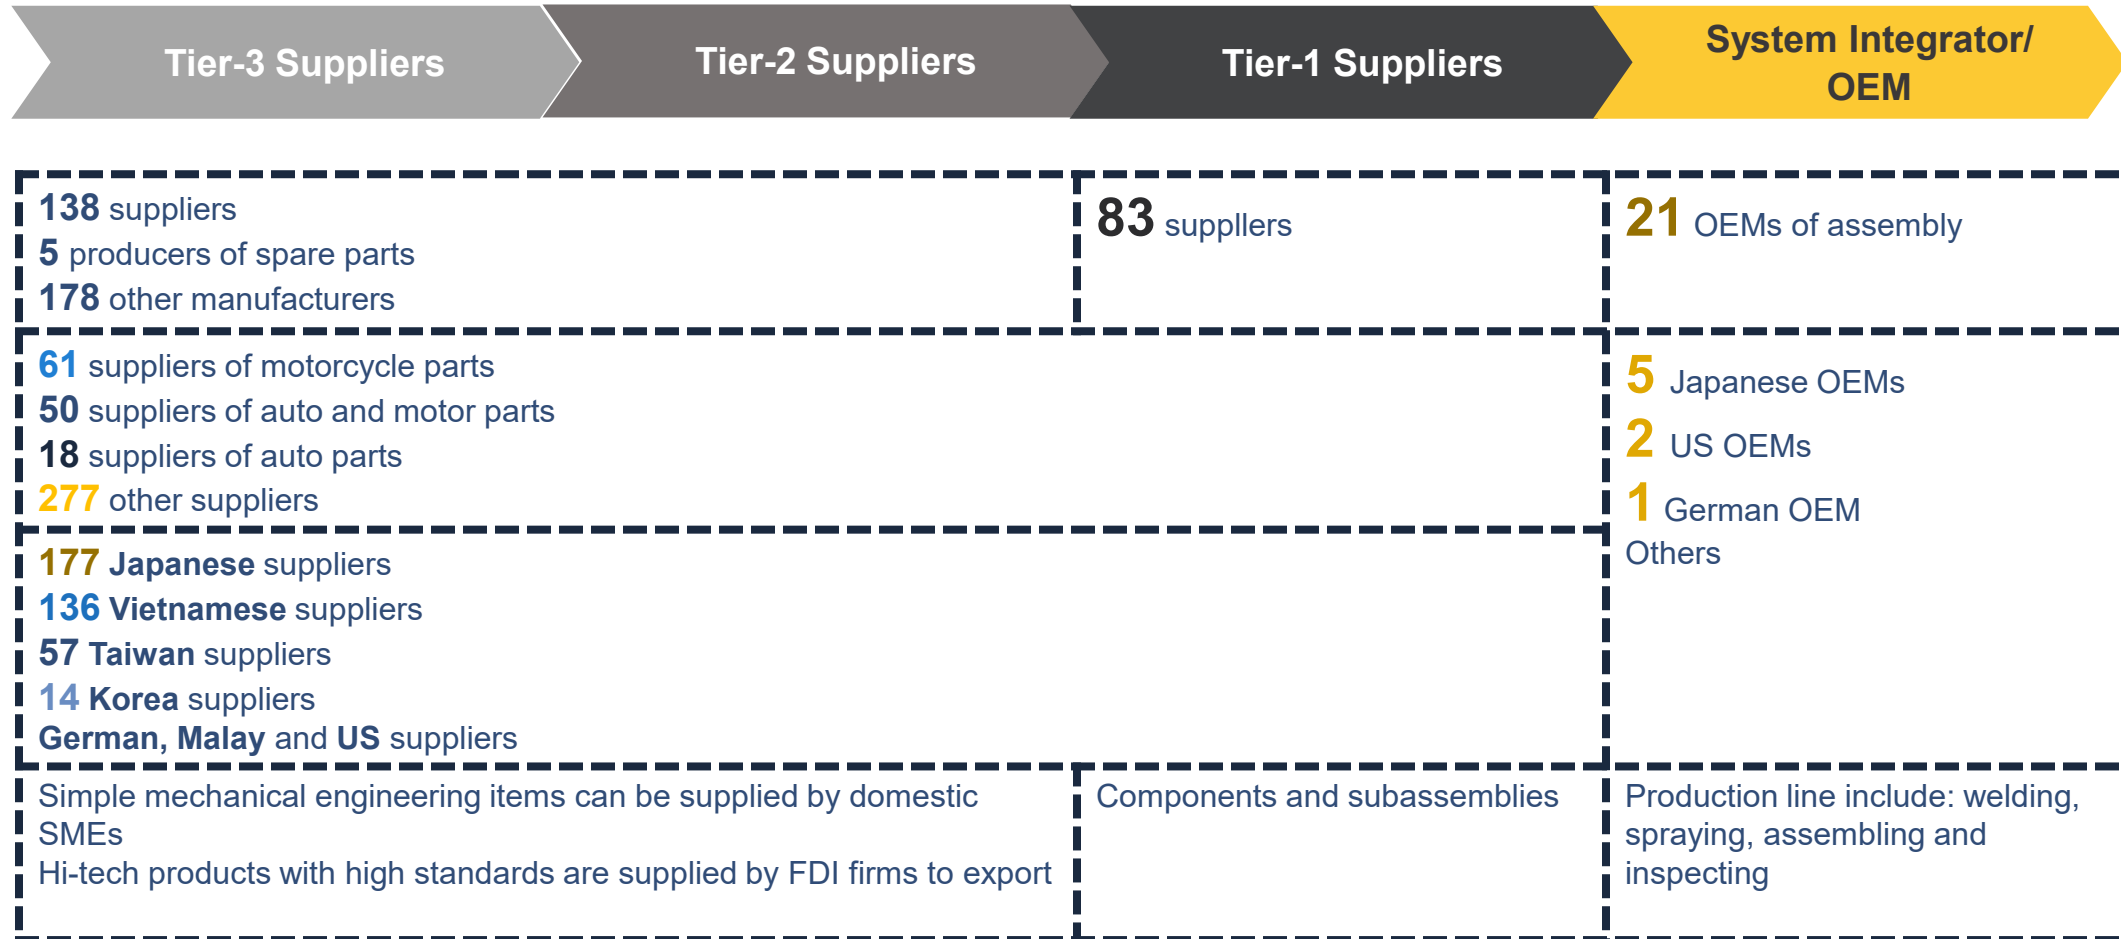 Tier-3 Suppliers
Tier-2 Suppliers
Tier-1 Suppliers
System Integrator/
OEM
138 suppliers
5 producers of spare parts
178 other manufacturers
83 suppllers
21 OEMs of assembly
61 suppliers of motorcycle parts
50 suppliers of auto and motor parts
18 suppliers of auto parts
277 other suppliers
5 Japanese OEMs
2 US OEMs
1 German OEM
Others
177 Japanese suppliers
136 Vietnamese suppliers
57 Taiwan suppliers
14 Korea suppliers
German, Malay and US suppliers
Simple mechanical engineering items can be supplied by domestic
SMEs
Hi-tech products with high standards are supplied by FDI firms to export
Components and subassemblies
Production line include: welding,
spraying, assembling and
inspecting